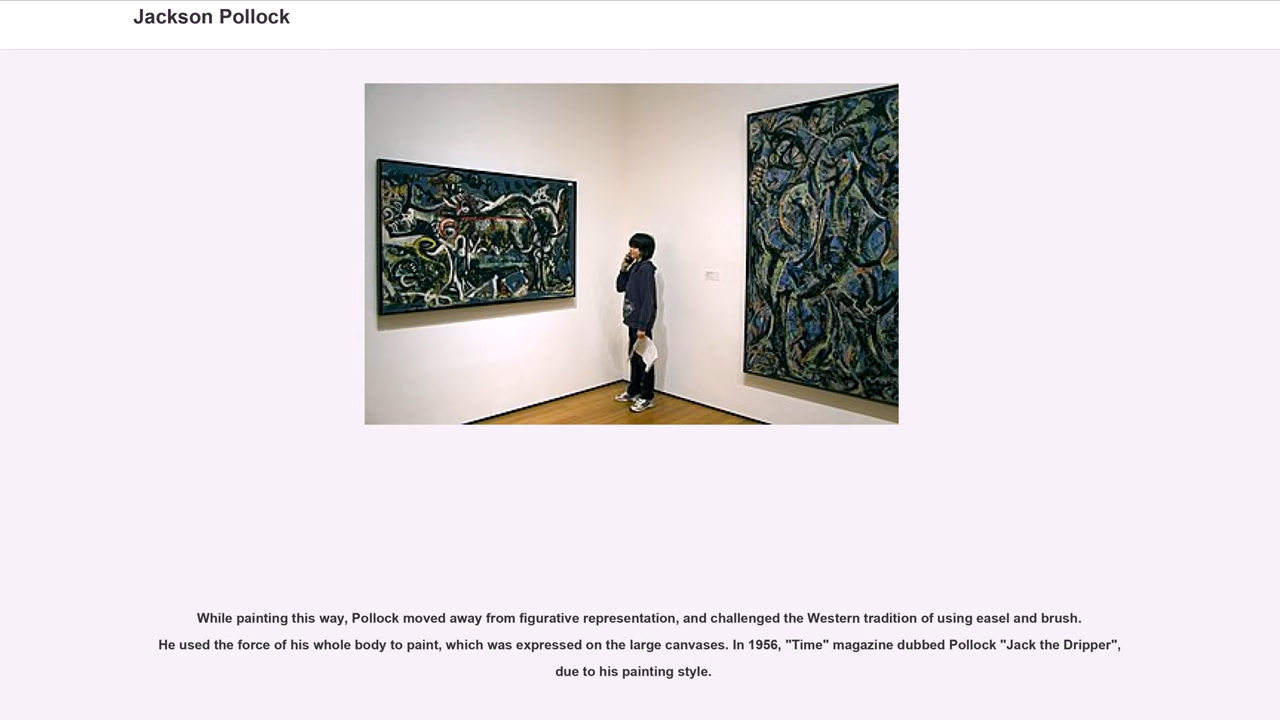 Jackson Pollock
While painting this way, Pollock moved away from figurative representation, and challenged the Western tradition of using easel and brush.
He used the force of his whole body to paint, which was expressed on the large canvases. In 1956, "Time" magazine dubbed Pollock "Jack the Dripper",
due to his painting style.